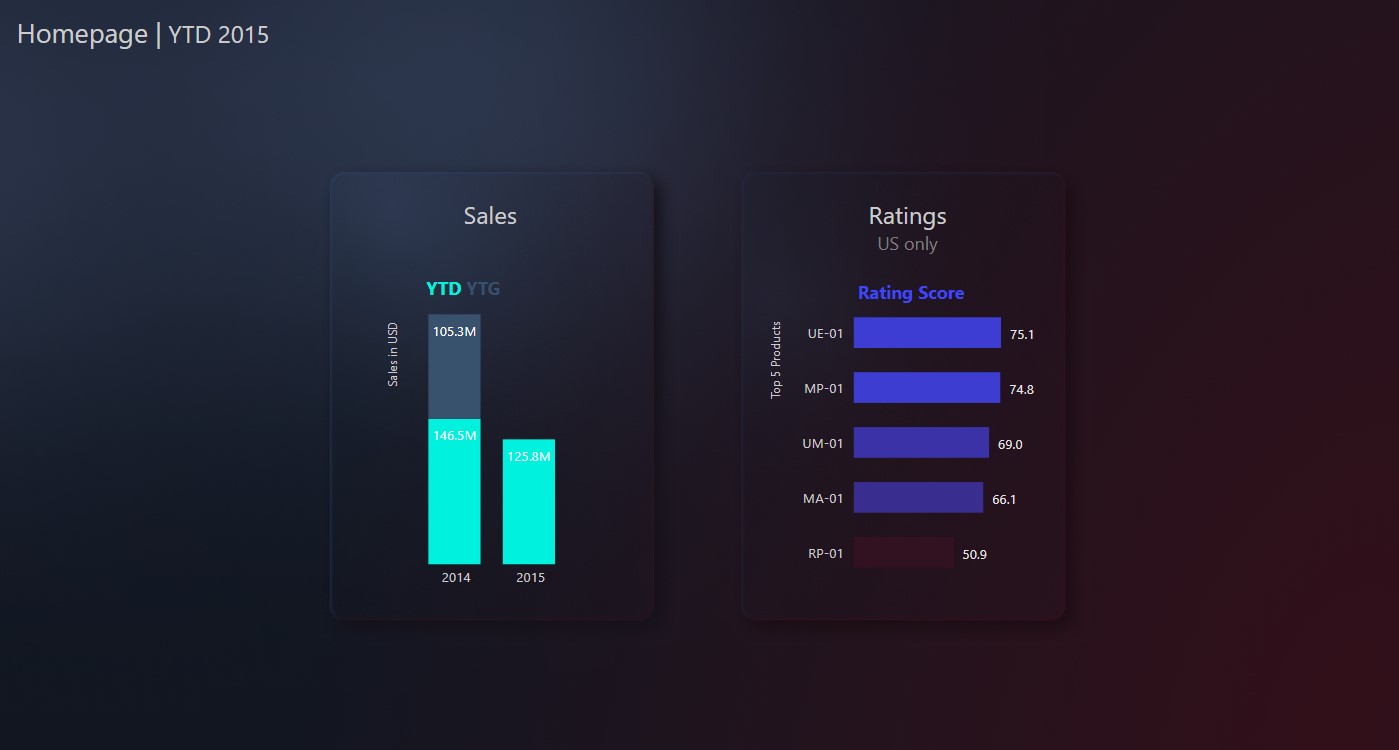 Homepage | YTD 2015
Sales
YTD YTG
Sales in USD
105.3M
146.5M
125.8M
2014
2015
Ratings
US only
Rating Score
Top 5 Products
UE-01 75.1
MP-01 74.8
UM-01 69.0
MA-01 66.1
RP-01 50.9